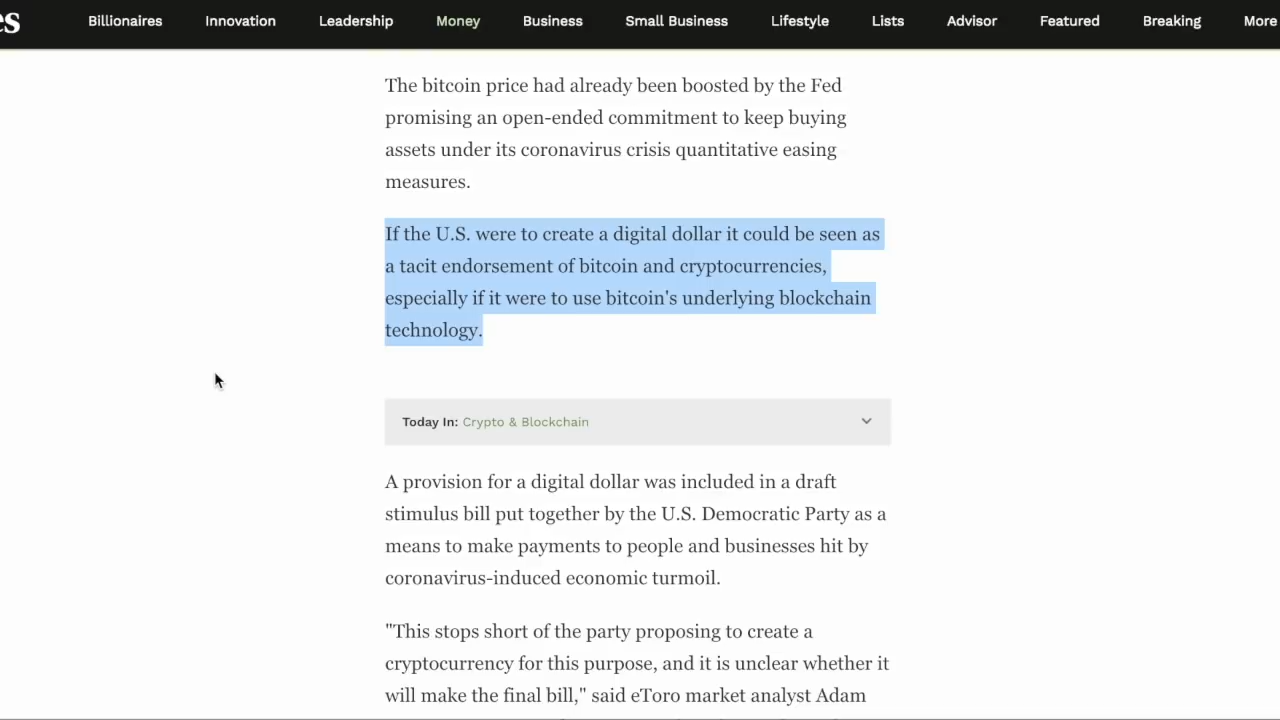 es Billionaires Innovation Leadership Money Business Small Business Lifestyle Lists Advisor Featured Breaking More
The bitcoin price had already been boosted by the Fed
promising an open-ended commitment to keep buying
assets under its coronavirus crisis quantitative easing
measures.
If the U.S. were to create a digital dollar it could be seen as
a tacit endorsement of bitcoin and cryptocurrencies,
especially if it were to use bitcoin's underlying blockchain
technology.
Today In: Crypto & Blockchain
A provision for a digital dollar was included in a draft
stimulus bill put together by the U.S. Democratic Party as a
means to make payments to people and businesses hit by
coronavirus-induced economic turmoil.
"This stops short of the party proposing to create a
cryptocurrency for this purpose, and it is unclear whether it
will make the final bill," said eToro market analyst Adam